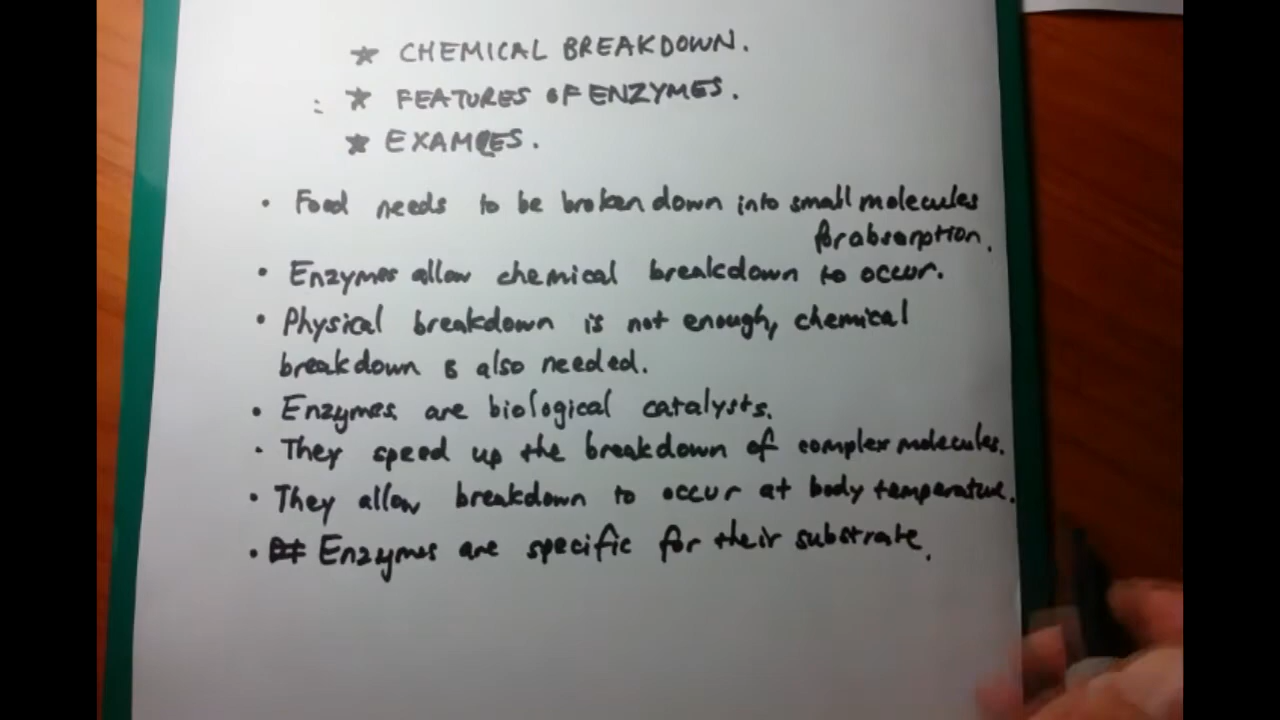 ★ CHEMICAL BREAKDOWN.
: ★ FEATURES OF ENZYMES.
★ EXAMLES.
• Food needs to be broken down into small molecules
for absorption.
• Enzymes allow chemical breakdown to occur.
• Physical breakdown is not enough, chemical
breakdown is also needed.
• Enzymes are biological catalysts.
• They speed up the breakdown of complex molecules.
• They allow breakdown to occur at body temperature.
• Enzymes are specific for their substrate.